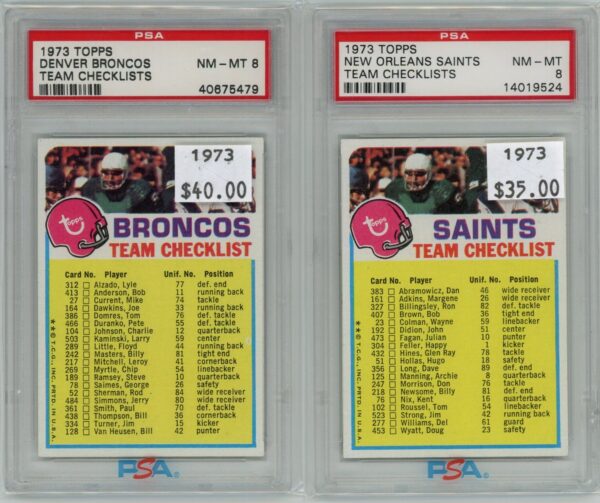 PSA
1973 TOPPS
DENVER BRONCOS NM-MT 8
TEAM CHECKLISTS 40675479
1973
$40.00
Topps
BRONCOS
TEAM CHECKLIST
Card No. Player Unif. No. Position
312 Alzado, Lyle 77 def. end
413 Anderson, Bob 11 running back
27 Current, Mike 74 tackle
164 Dawkins, Joe 33 running back
386 Domres, Tom 76 def. tackle
466 Duranko, Pete 55 def. tackle
104 Johnson, Charlie 12 quarterback
503 Kaminski, Larry 59 center
289 Little, Floyd 44 running back
242 Masters, Billy 81 tight end
217 Mitchell, Leroy 41 cornerback
269 Myrtle, Chip 54 linebacker
189 Ramsey, Steve 10 quarterback
78 Saimes, George 26 safety
52 Sherman, Rod 84 wide receiver
484 Simmons, Jerry 80 wide receiver
361 Smith, Paul 70 def. tackle
438 Thompson, Bill 36 cornerback
334 Turner, Jim 15 kicker
128 Van Heusen, Bill 42 punter
**© T.C.G., INC. PRTD. IN U.S.A.
PSA
PSA
1973 TOPPS
NEW ORLEANS SAINTS NM-MT
TEAM CHECKLISTS 8
14019524
1973
$35.00
Topps
SAINTS
TEAM CHECKLIST
Card No. Player Unif. No. Position
383 Abramowicz, Dan 46 wide receiver
161 Adkins, Margene 26 wide receiver
327 Billingsley, Ron 82 def. tackle
407 Brown, Bob 36 tight end
23 Colman, Wayne 59 linebacker
192 Didion, John 51 center
473 Fagan, Julian 10 punter
304 Feller, Happy 1 kicker
432 Hines, Glen Ray 78 tackle
51 Hollas, Hugo 18 safety
356 Long, Dave 89 def. end
125 Manning, Archie 8 quarterback
247 Morrison, Don 76 tackle
218 Newsome, Billy 81 def. end
76 Nix, Kent 16 quarterback
102 Roussel, Tom 54 linebacker
523 Strong, Jim 42 running back
277 Williams, Del 61 guard
453 Wyatt, Doug 23 safety
**© T.C.G., INC. PRTD. IN U.S.A.
PSA